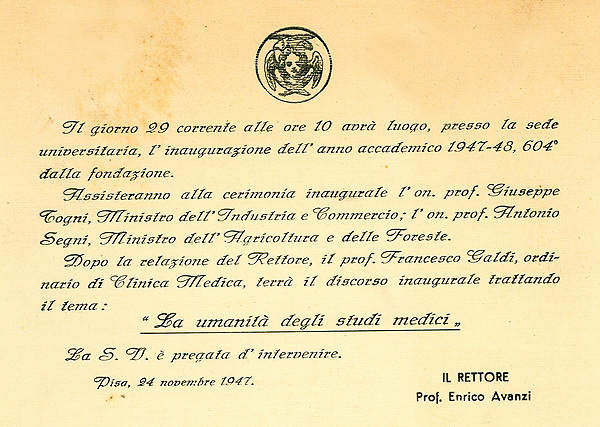 Il giorno 29 corrente alle ore 10 avrà luogo, presso la sede
universitaria, l'inaugurazione dell'anno accademico 1947-48, 604°
dalla fondazione.
Assisteranno alla cerimonia inaugurale l'on. prof. Giuseppe
Togni, Ministro dell'Industria e Commercio; l'on. prof. Antonio
Segni, Ministro dell'Agricoltura e delle Foreste.
Dopo la relazione del Rettore, il prof. Francesco Galdi, ordi-
nario di Clinica Medica, terrà il discorso inaugurale trattando
il tema:
“La umanità degli studi medici„
La S. V. è pregata d'intervenire.
Pisa, 24 novembre 1947.
IL RETTORE
Prof. Enrico Avanzi